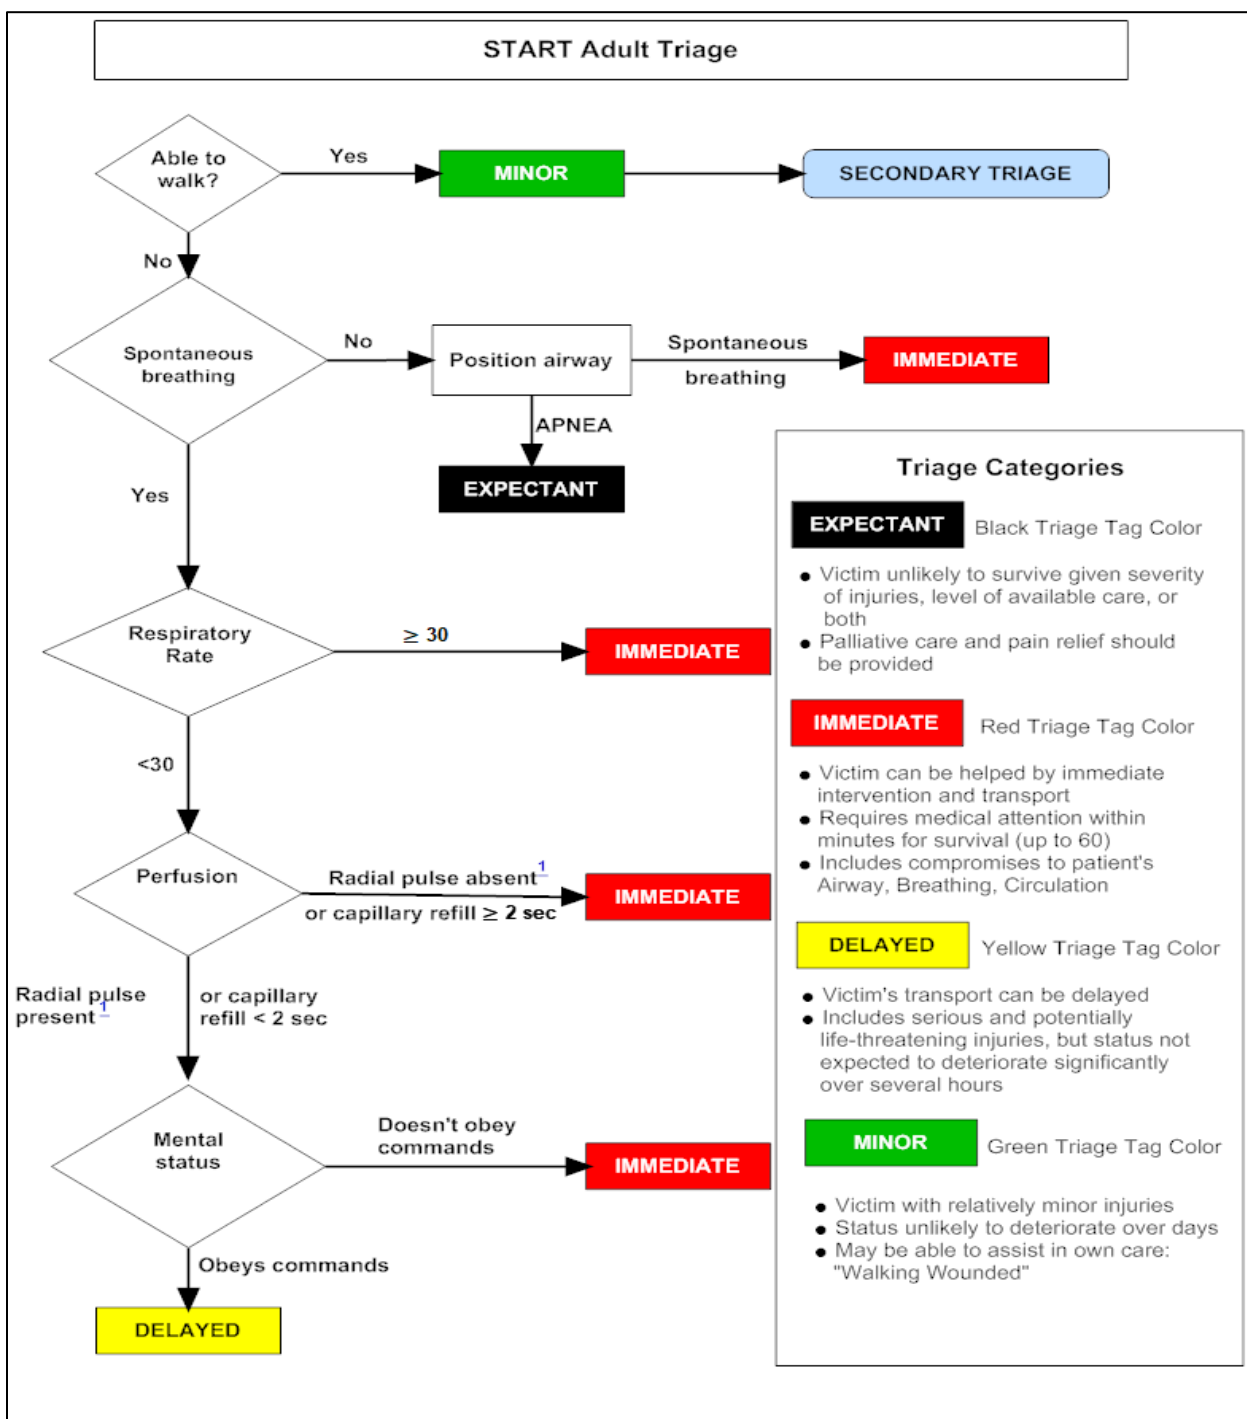 START Adult Triage
Able to
walk?
Yes
MINOR
SECONDARY TRIAGE
No
Spontaneous
breathing
No
Position airway
Spontaneous
breathing
IMMEDIATE
APNEA
EXPECTANT
Yes
Respiratory
Rate
≥ 30
IMMEDIATE
<30
Perfusion
Radial pulse absent1
or capillary refill ≥ 2 sec
IMMEDIATE
Radial pulse
present1
or capillary
refill < 2 sec
Mental
status
Doesn't obey
commands
IMMEDIATE
Obeys commands
DELAYED
Triage Categories
EXPECTANT Black Triage Tag Color
● Victim unlikely to survive given severity
of injuries, level of available care, or
both
● Palliative care and pain relief should
be provided
IMMEDIATE Red Triage Tag Color
● Victim can be helped by immediate
intervention and transport
● Requires medical attention within
minutes for survival (up to 60)
● Includes compromises to patient's
Airway, Breathing, Circulation
DELAYED Yellow Triage Tag Color
● Victim's transport can be delayed
● Includes serious and potentially
life-threatening injuries, but status not
expected to deteriorate significantly
over several hours
MINOR Green Triage Tag Color
● Victim with relatively minor injuries
● Status unlikely to deteriorate over days
● May be able to assist in own care:
"Walking Wounded"